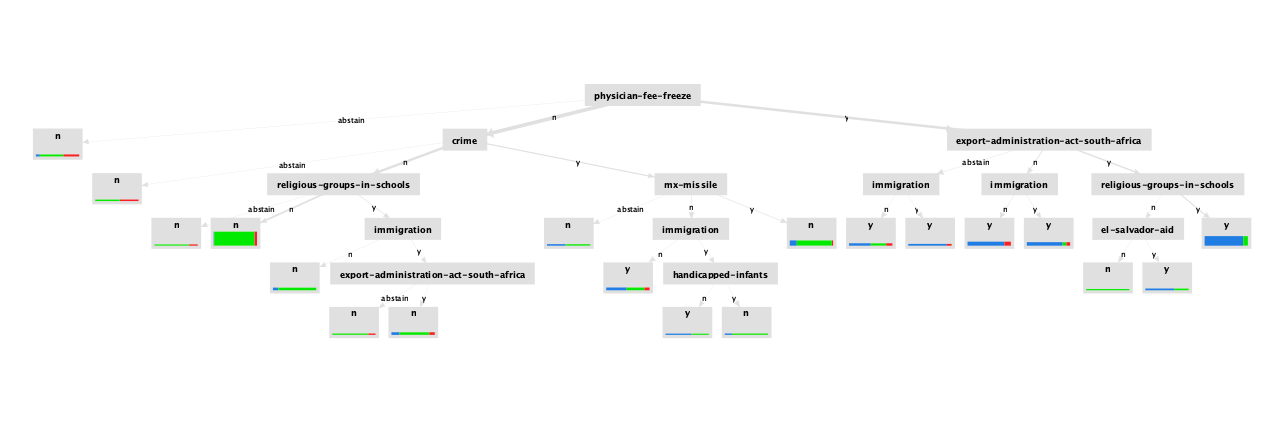 physician-fee-freeze
abstain
n
y
n
crime
export-administration-act-south-africa
abstain
n
y
abstain
n
y
n
religious-groups-in-schools
mx-missile
immigration
immigration
religious-groups-in-schools
abstain
n
y
abstain
n
y
n
y
n
y
n
y
n
n
immigration
n
immigration
n
y
y
y
y
el-salvador-aid
y
n
y
n
y
n
y
n
export-administration-act-south-africa
y
handicapped-infants
n
y
abstain
y
n
y
n
n
y
n